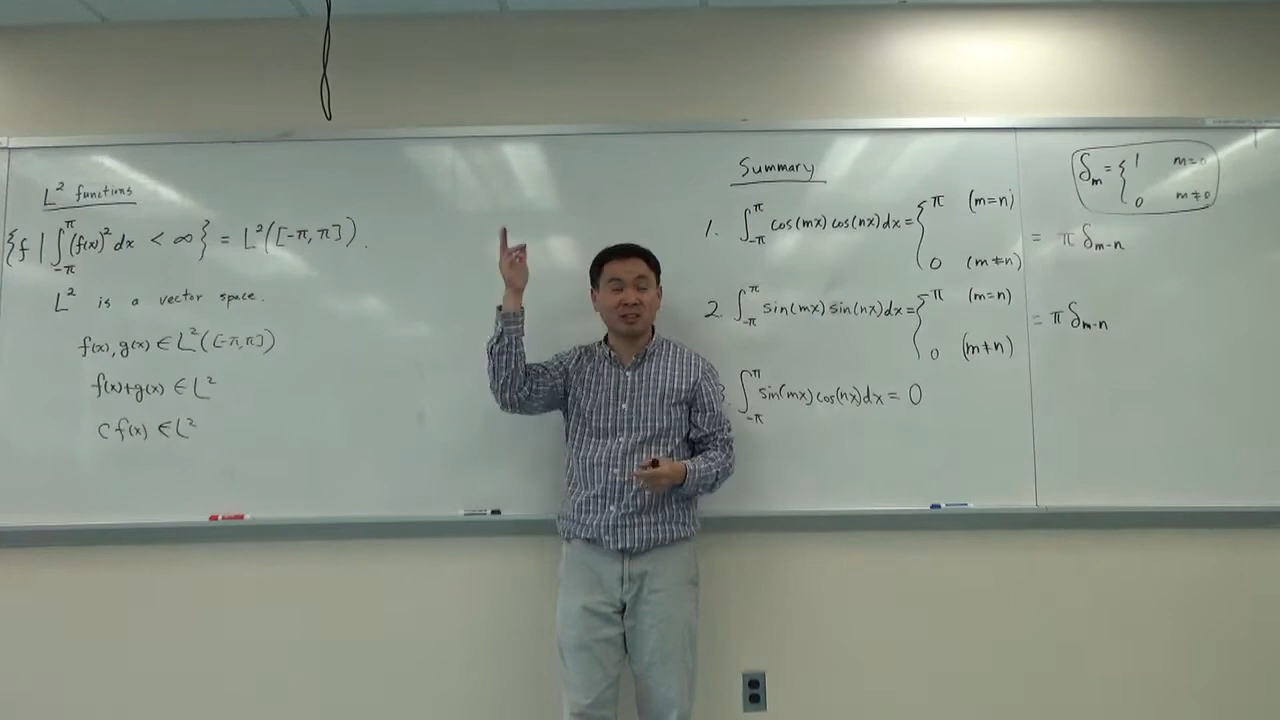 L² functions
{f | ∫_{-π}^{π} (f(x))² dx < ∞} = L²([-π, π]).
L² is a vector space.
f(x), g(x) ∈ L²([-π, π])
f(x)+g(x) ∈ L²
C f(x) ∈ L²
Summary
1. ∫_{-π}^{π} cos(mx) cos(nx) dx = { π (m=n)
0 (m≠n)
= π δ_{m-n}
2. ∫_{-π}^{π} sin(mx) sin(nx) dx = { π (m=n)
0 (m≠n)
= π δ_{m-n}
3. ∫_{-π}^{π} sin(mx) cos(nx) dx = 0
δ_m = { 1 m=0
0 m≠0